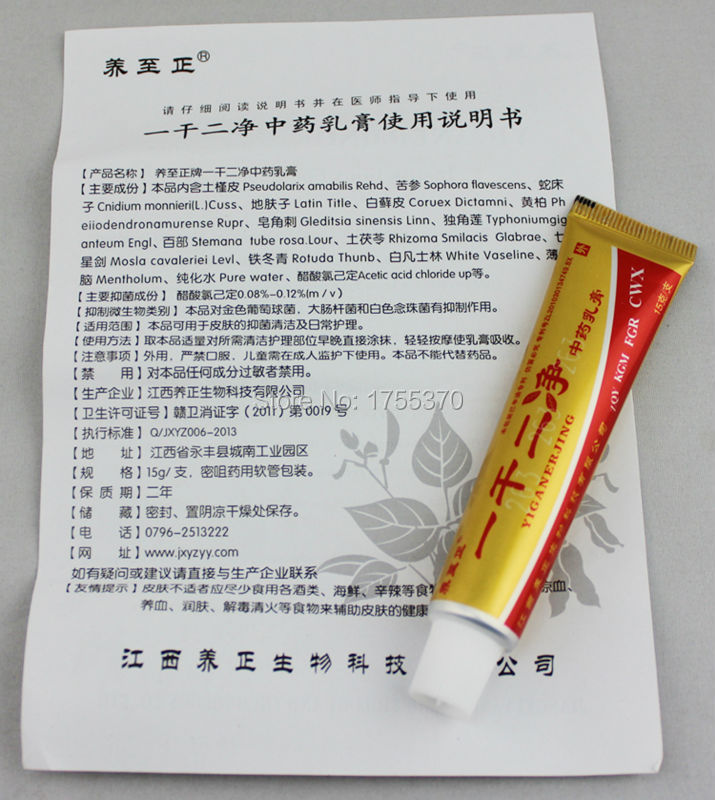 养至正®
请仔细阅读说明书并在医师指导下使用
一干二净中药乳膏使用说明书
【产品名称】 养至正牌一干二净中药乳膏
【主要成份】本品内含土槿皮 Pseudolarix amabilis Rehd、苦参 Sophora flavescens、蛇床
子 Cnidium monnieri(L.)Cuss、地肤子 Latin Title、白藓皮 Coruex Dictamni、黄柏 Ph
eiiodendronamurense Rupr、皂角刺 Gleditsia sinensis Linn、独角莲 Typhoniumgig
anteum Engl、百部 Stemana tube rosa.Lour、土茯苓 Rhizoma Smilacis Glabrae、七
星剑 Mosla cavaleriei Levl、铁冬青 Rotuda Thunb、白凡士林 White Vaseline、薄
脑 Mentholum、纯化水 Pure water、醋酸氯己定Acetic acid chloride up等。
【主要抑菌成份】 醋酸氯己定0.08%-0.12%(m / v)
【抑制微生物类别】 本品对金色葡萄球菌，大肠杆菌和白色念珠菌有抑制作用。
【适用范围】 本品可用于皮肤的抑菌清洁及日常护理。
【使用方法】取本品适量对所需清洁护理部位早晚直接涂抹，轻轻按摩使乳膏吸收。
【注意事项】外用，严禁口服，儿童需在成人监护下使用。本品不能代替药品。
【禁 用】对本品任何成分过敏者禁用。
【生产企业】江西养正生物科技有限公司
Store No: 1755370
【卫生许可证号】赣卫消证字（2011）第0019号
【执行标准】Q/JXYZ006-2013
【地 址】 江西省永丰县城南工业园区
【规 格】15g/ 支，密咀药用软管包装。
【保 质 期】二年
【储 藏】密封、置阴凉干燥处保存。
【电 话】 0796-2513222
【网 址】 www.jxyzyy.com
如有疑问或建议请直接与生产企业联系
【友情提示】皮肤不适者应尽少食用各酒类、海鲜、辛辣等食物
凉血、
养血、润肤、解毒清火等食物来辅助皮肤的健康
江西养正生物科技 公司
养至正®
一干二净
中药乳膏
YIGANERJING
15克/支
ZQY KGM FGR CWX